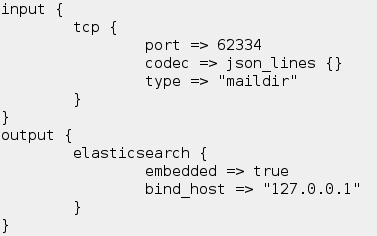 input {
        tcp {
                port => 62334
                codec => json_lines {}
                type => "maildir"
        }
}
output {
        elasticsearch {
                embedded => true
                bind_host => "127.0.0.1"
        }
}